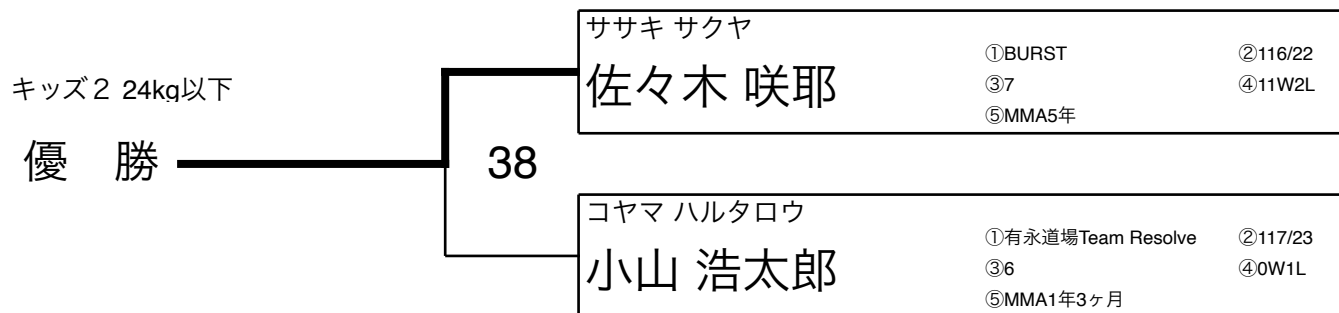 キッズ２ 24kg以下
優　勝
38
ササキ サクヤ
佐々木 咲耶
①BURST ②116/22
③7 ④11W2L
⑤MMA5年
コヤマ ハルタロウ
小山 浩太郎
①有永道場Team Resolve ②117/23
③6 ④0W1L
⑤MMA1年3ヶ月